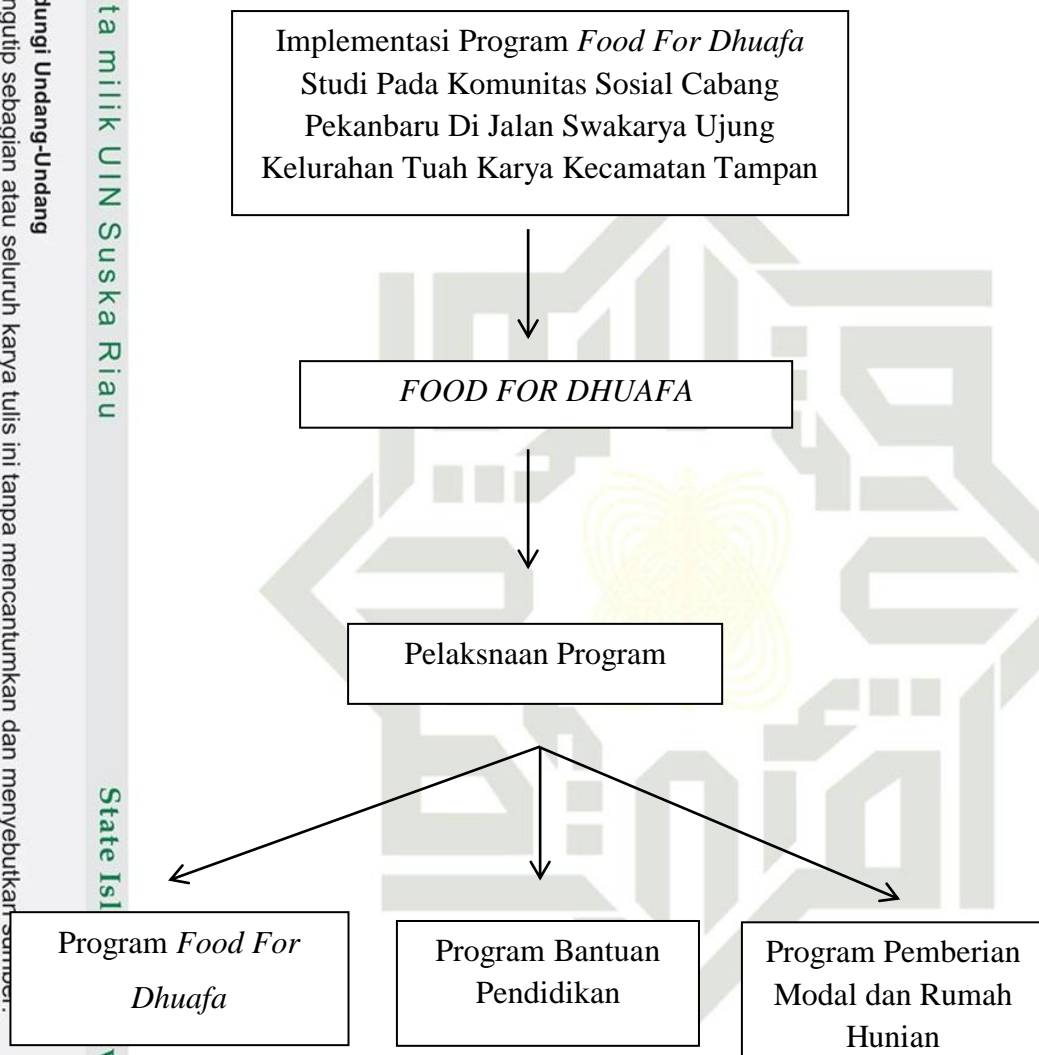 Implementasi Program Food For Dhuafa
Studi Pada Komunitas Sosial Cabang
Pekanbaru Di Jalan Swakarya Ujung
Kelurahan Tuah Karya Kecamatan Tampan
FOOD FOR DHUAFA
Pelaksnaan Program
Program Food For
Dhuafa
Program Bantuan
Pendidikan
Program Pemberian
Modal dan Rumah
Hunian
ta milik UIN Suska Riau
State Isl
dungi Undang-Undang
ngutip sebagian atau seluruh karya tulis ini tanpa mencantumkan dan menyebutkan sumber.